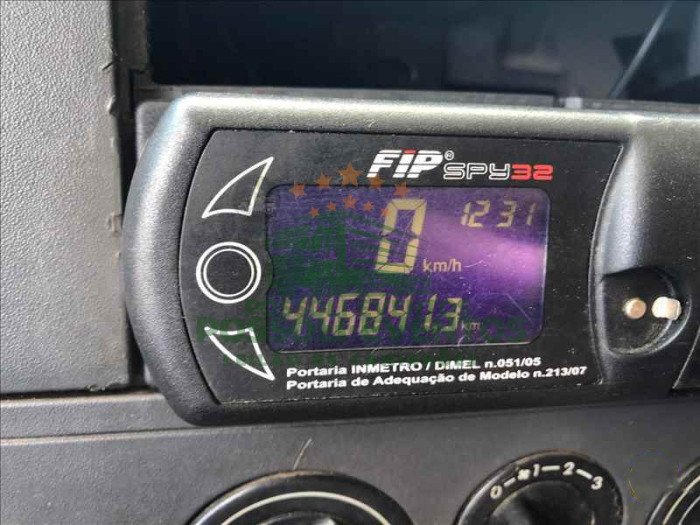 FIP® SPY32
12 31
0 km/h
446841.3 km
Portaria INMETRO / DIMEL n.051/05
Portaria de Adequação de Modelo n.213/07
0 1 2 3